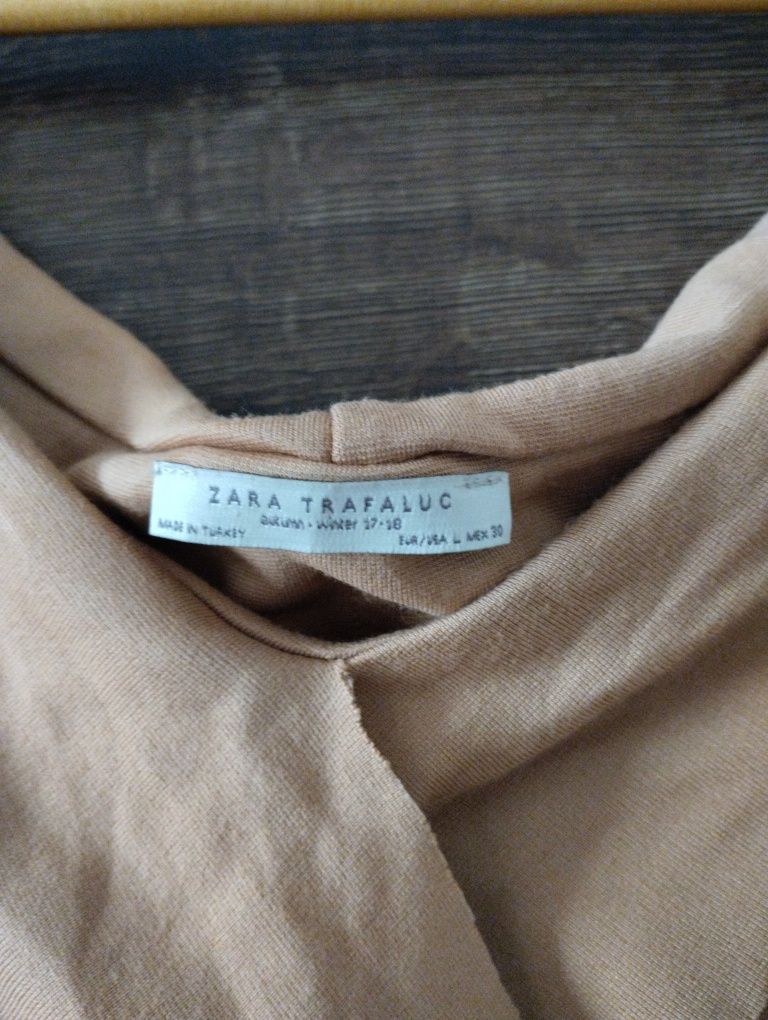 ZARA TRAFALUC
autumn · winter 17-18
MADE IN TURKEY
EUR/USA L MEX 30